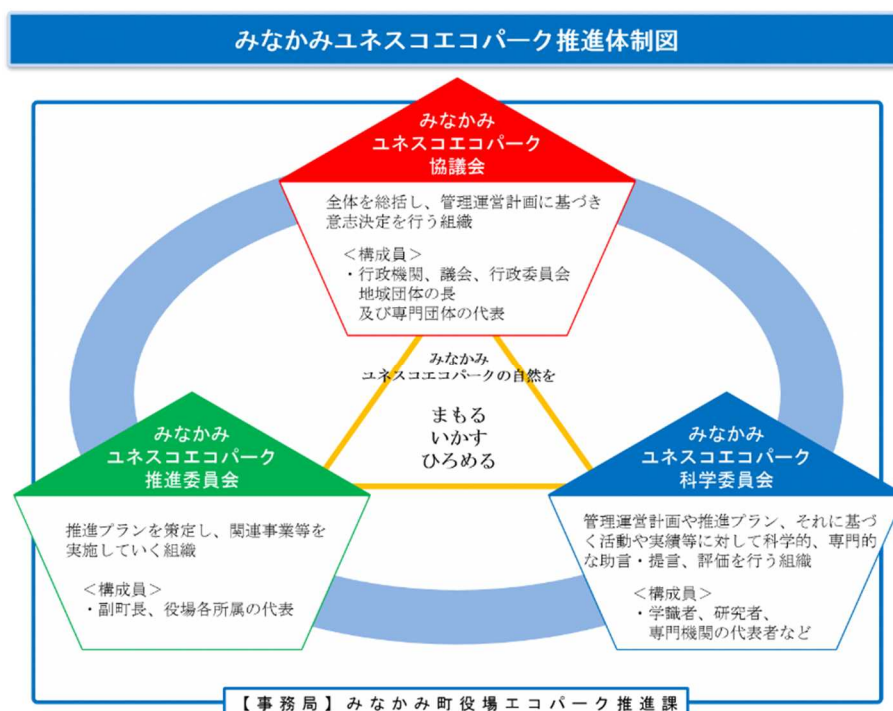 みなかみユネスコエコパーク推進体制図
みなかみ
ユネスコエコパーク
協議会
全体を総括し、管理運営計画に基づき
意志決定を行う組織
＜構成員＞
・行政機関、議会、行政委員会
地域団体の長
及び専門団体の代表
みなかみ
ユネスコエコパークの自然を
まもる
いかす
ひろめる
みなかみ
ユネスコエコパーク
推進委員会
推進プランを策定し、関連事業等を
実施していく組織
＜構成員＞
・副町長、役場各所属の代表
みなかみ
ユネスコエコパーク
科学委員会
管理運営計画や推進プラン、それに基づ
く活動や実績等に対して科学的、専門的
な助言・提言、評価を行う組織
＜構成員＞
・学識者、研究者、
専門機関の代表者など
【事務局】みなかみ町役場エコパーク推進課